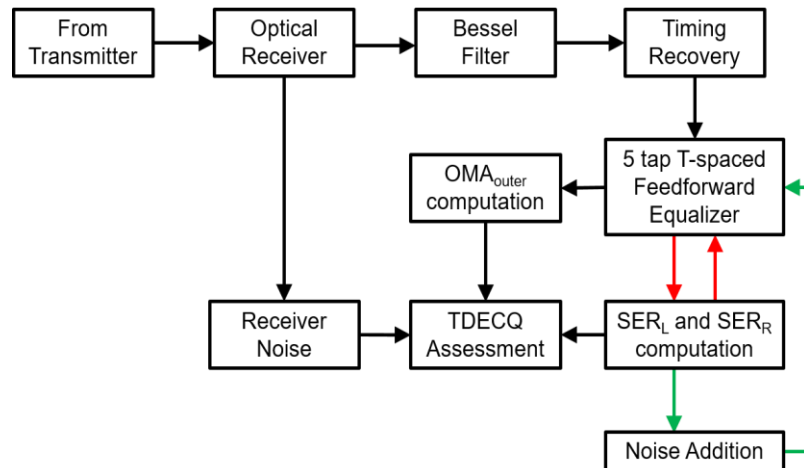 From
Transmitter
Optical
Receiver
Bessel
Filter
Timing
Recovery
OMAouter
computation
5 tap T-spaced
Feedforward
Equalizer
Receiver
Noise
TDECQ
Assessment
SERL and SERR
computation
Noise Addition